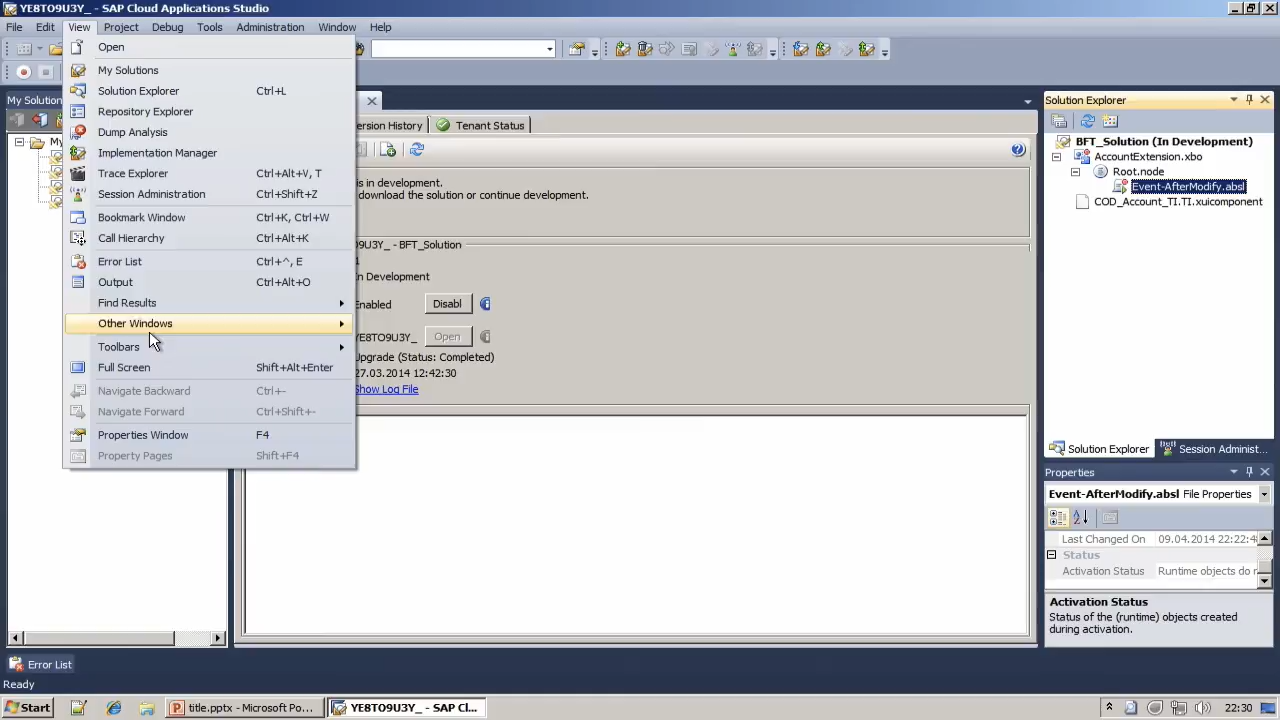 YE8TO9U3Y_ - SAP Cloud Applications Studio
File Edit View Project Debug Tools Administration Window Help
Open
My Solutions
Solution Explorer Ctrl+L
Repository Explorer
Dump Analysis
Implementation Manager
Trace Explorer Ctrl+Alt+V, T
Session Administration Ctrl+Shift+Z
Bookmark Window Ctrl+K, Ctrl+W
Call Hierarchy Ctrl+Alt+K
Error List Ctrl+^, E
Output Ctrl+Alt+O
Find Results
Other Windows
Toolbars
Full Screen Shift+Alt+Enter
Navigate Backward Ctrl+-
Navigate Forward Ctrl+Shift+-
Properties Window F4
Property Pages Shift+F4
My Solution
My
ersion History Tenant Status
is in development.
download the solution or continue development.
9U3Y_ - BFT_Solution
1
In Development
Enabled Disabl
YE8TO9U3Y_ Open
Upgrade (Status: Completed)
27.03.2014 12:42:30
Show Log File
Solution Explorer
BFT_Solution (In Development)
AccountExtension.xbo
Root.node
Event-AfterModify.absl
COD_Account_TI.TI.xuicomponent
Solution Explorer Session Administ...
Properties
Event-AfterModify.absl File Properties
Last Changed On 09.04.2014 22:22:4
Status
Activation Status Runtime objects do r
Activation Status
Status of the (runtime) objects created
during activation.
Error List
Ready
Start title.pptx - Microsoft Po... YE8TO9U3Y_ - SAP Cl... 22:30